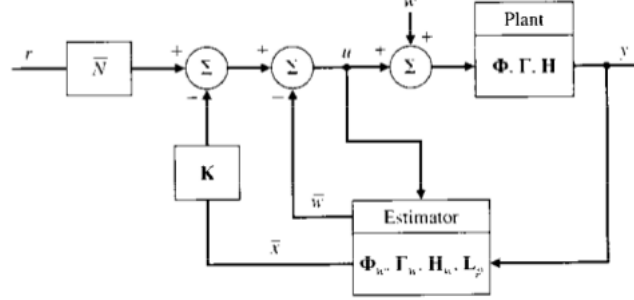 w
Plant
r
N̅
+
Σ
+
Σ
u
+
Σ
+
Φ, Γ, H
y
−
−
K
w̅
x̅
Estimator
Φw, Γw, Hw, Lp